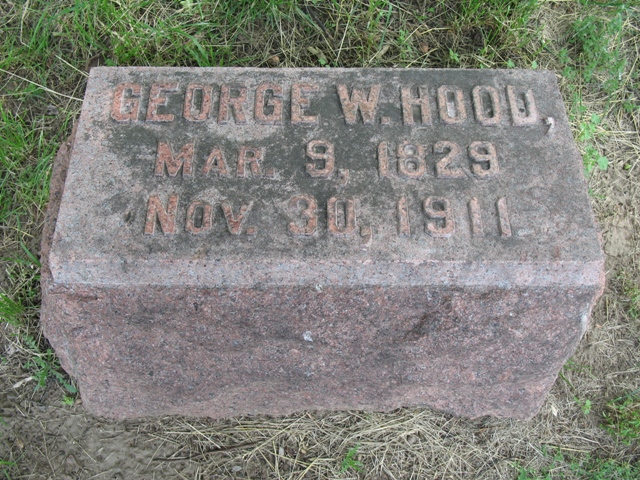 GEORGE W. HOOD,
MAR. 9, 1829
NOV. 30, 1911